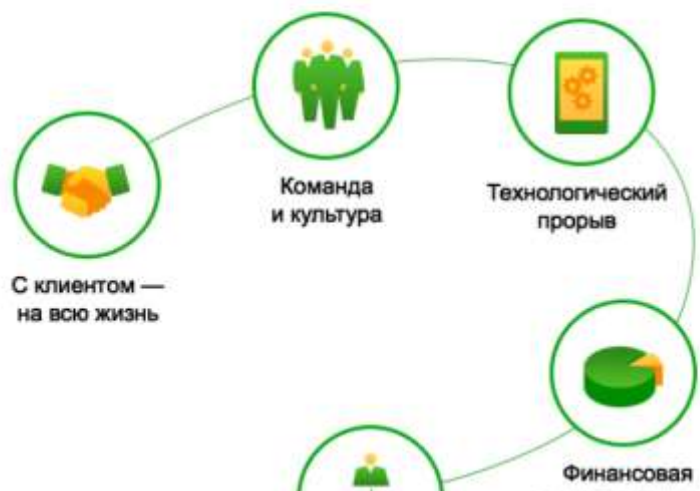 Команда
и культура
Технологический
прорыв
С клиентом —
на всю жизнь
Финансовая